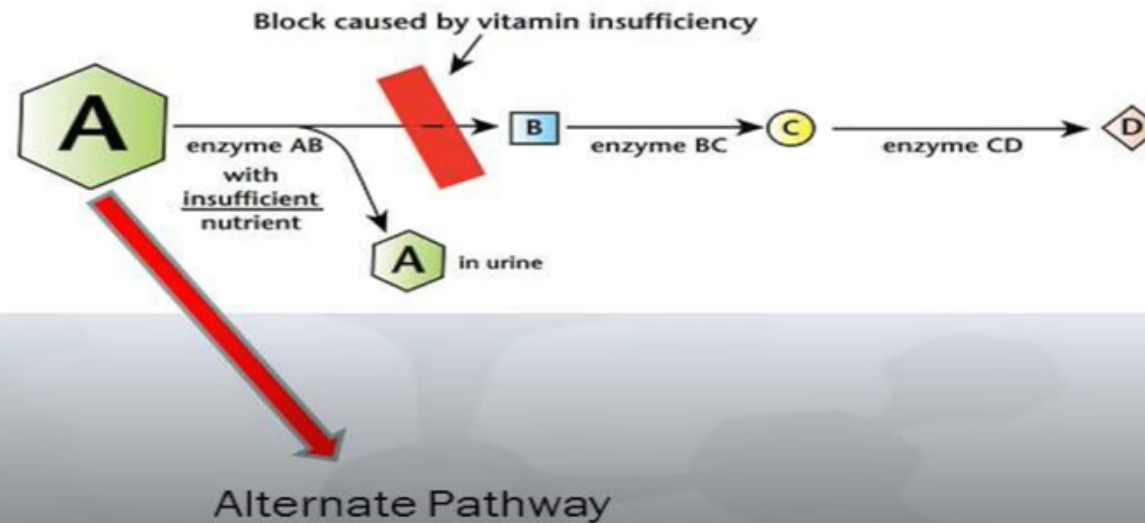 Block caused by vitamin insufficiency
A
B
C
D
enzyme AB
enzyme BC
enzyme CD
with
insufficient
nutrient
A
in urine
Alternate Pathway